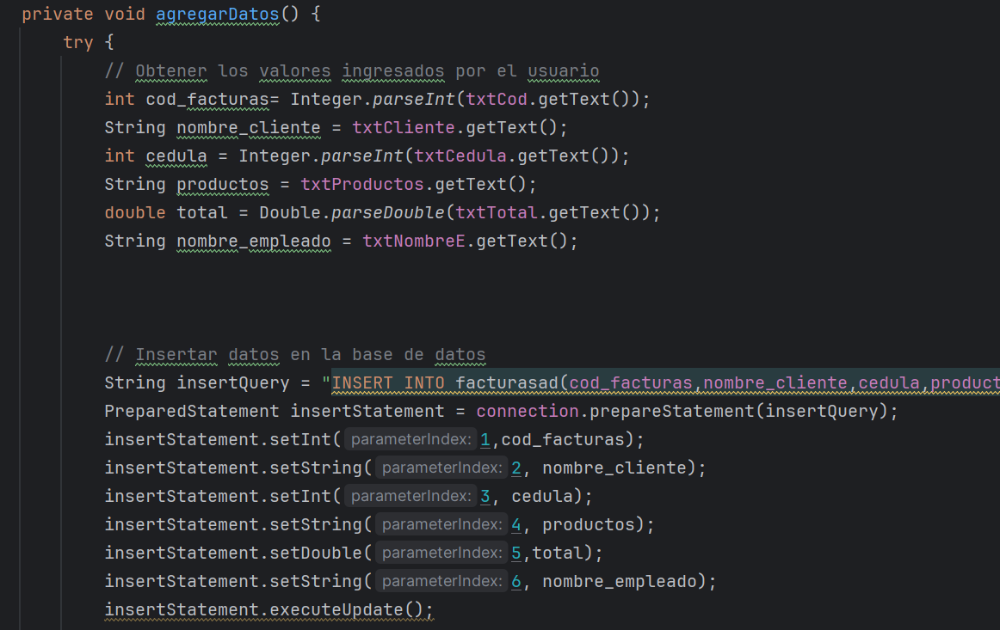 private void agregarDatos() {
try {
// Obtener los valores ingresados por el usuario
int cod_facturas= Integer.parseInt(txtCod.getText());
String nombre_cliente = txtCliente.getText();
int cedula = Integer.parseInt(txtCedula.getText());
String productos = txtProductos.getText();
double total = Double.parseDouble(txtTotal.getText());
String nombre_empleado = txtNombreE.getText();
// Insertar datos en la base de datos
String insertQuery = "INSERT INTO facturasad(cod_facturas,nombre_cliente,cedula,product
PreparedStatement insertStatement = connection.prepareStatement(insertQuery);
insertStatement.setInt( parameterIndex: 1,cod_facturas);
insertStatement.setString( parameterIndex: 2, nombre_cliente);
insertStatement.setInt( parameterIndex: 3, cedula);
insertStatement.setString( parameterIndex: 4, productos);
insertStatement.setDouble( parameterIndex: 5,total);
insertStatement.setString( parameterIndex: 6, nombre_empleado);
insertStatement.executeUpdate();